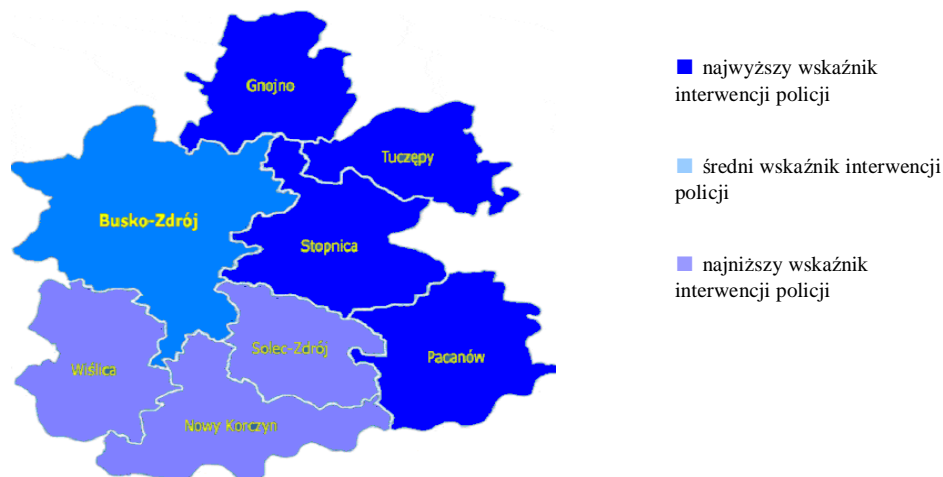 Gnojno
Tuczępy
Busko-Zdrój
Stopnica
Solec-Zdrój
Pacanów
Wiślica
Nowy Korczyn
najwyższy wskaźnik
interwencji policji
średni wskaźnik interwencji
policji
najniższy wskaźnik
interwencji policji